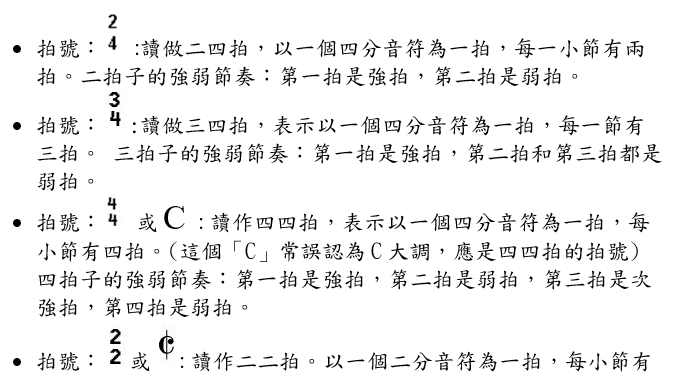 • 拍號：2/4 :讀做二四拍，以一個四分音符為一拍，每一小節有兩
拍。二拍子的強弱節奏：第一拍是強拍，第二拍是弱拍。
• 拍號：3/4 :讀做三四拍，表示以一個四分音符為一拍，每一節有
三拍。 三拍子的強弱節奏：第一拍是強拍，第二拍和第三拍都是
弱拍。
• 拍號：4/4 或 C :讀作四四拍，表示以一個四分音符為一拍，每
小節有四拍。(這個「C」常誤認為C大調，應是四四拍的拍號)
四拍子的強弱節奏：第一拍是強拍，第二拍是弱拍，第三拍是次
強拍，第四拍是弱拍。
• 拍號：2/2 或 𝄵 :讀作二二拍。以一個二分音符為一拍，每小節有